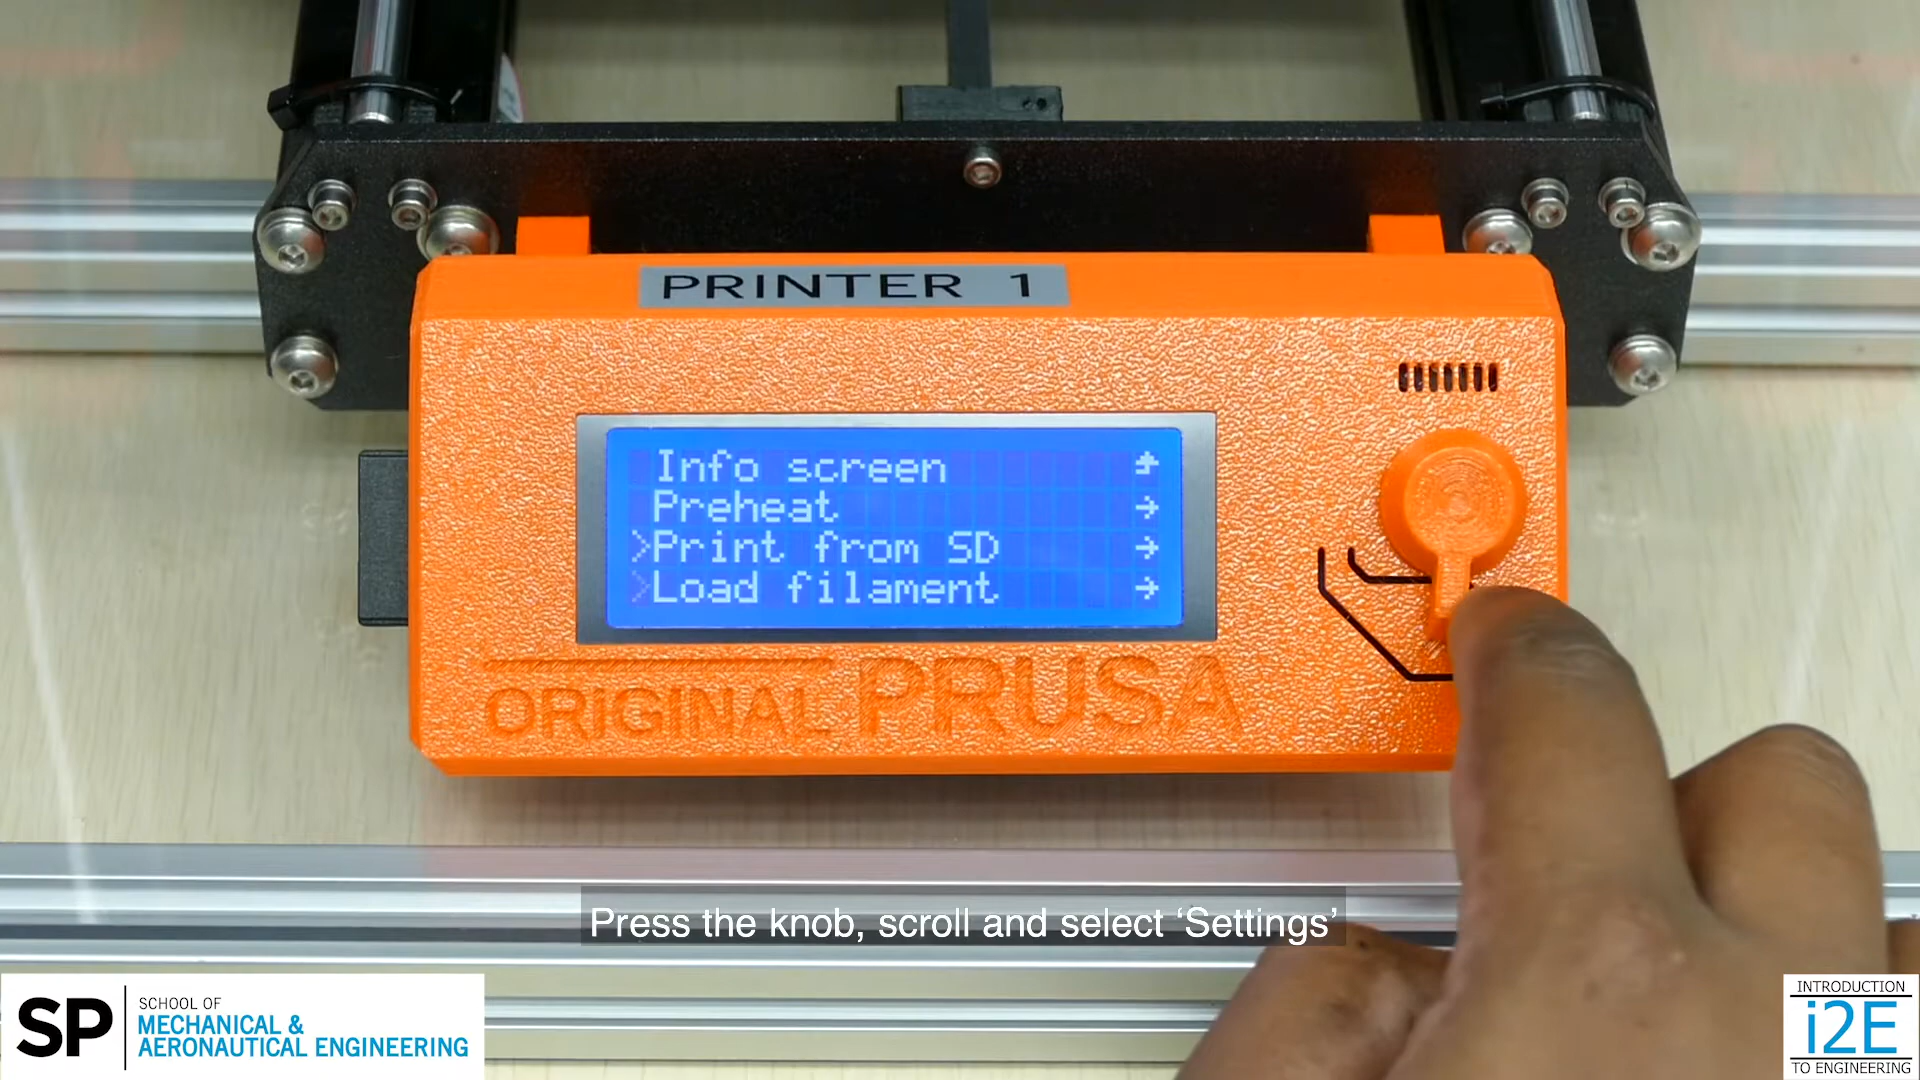 PRINTER 1
Info screen
Preheat
>Print from SD
>Load filament
ORIGINAL PRUSA
Press the knob, scroll and select ‘Settings’
SP
SCHOOL OF
MECHANICAL &
AERONAUTICAL ENGINEERING
INTRODUCTION
i2E
TO ENGINEERING